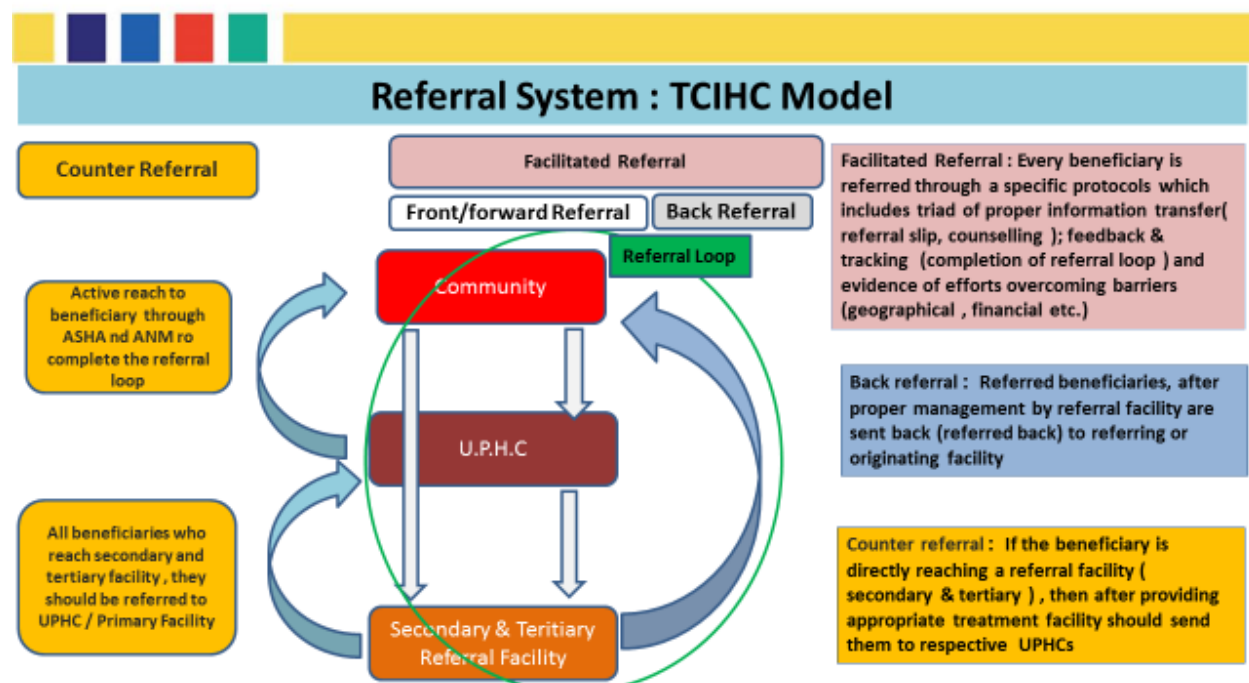 Referral System : TCIHC Model
Counter Referral
Facilitated Referral
Front/forward Referral
Back Referral
Referral Loop
Community
Active reach to
beneficiary through
ASHA nd ANM ro
complete the referral
loop
U.P.H.C
All beneficiaries who
reach secondary and
tertiary facility , they
should be referred to
UPHC / Primary Facility
Secondary & Teritiary
Referral Facility
Facilitated Referral : Every beneficiary is
referred through a specific protocols which
includes triad of proper information transfer(
referral slip, counselling ); feedback &
tracking (completion of referral loop ) and
evidence of efforts overcoming barriers
(geographical , financial etc.)
Back referral : Referred beneficiaries, after
proper management by referral facility are
sent back (referred back) to referring or
originating facility
Counter referral : If the beneficiary is
directly reaching a referral facility (
secondary & tertiary ) , then after providing
appropriate treatment facility should send
them to respective UPHCs